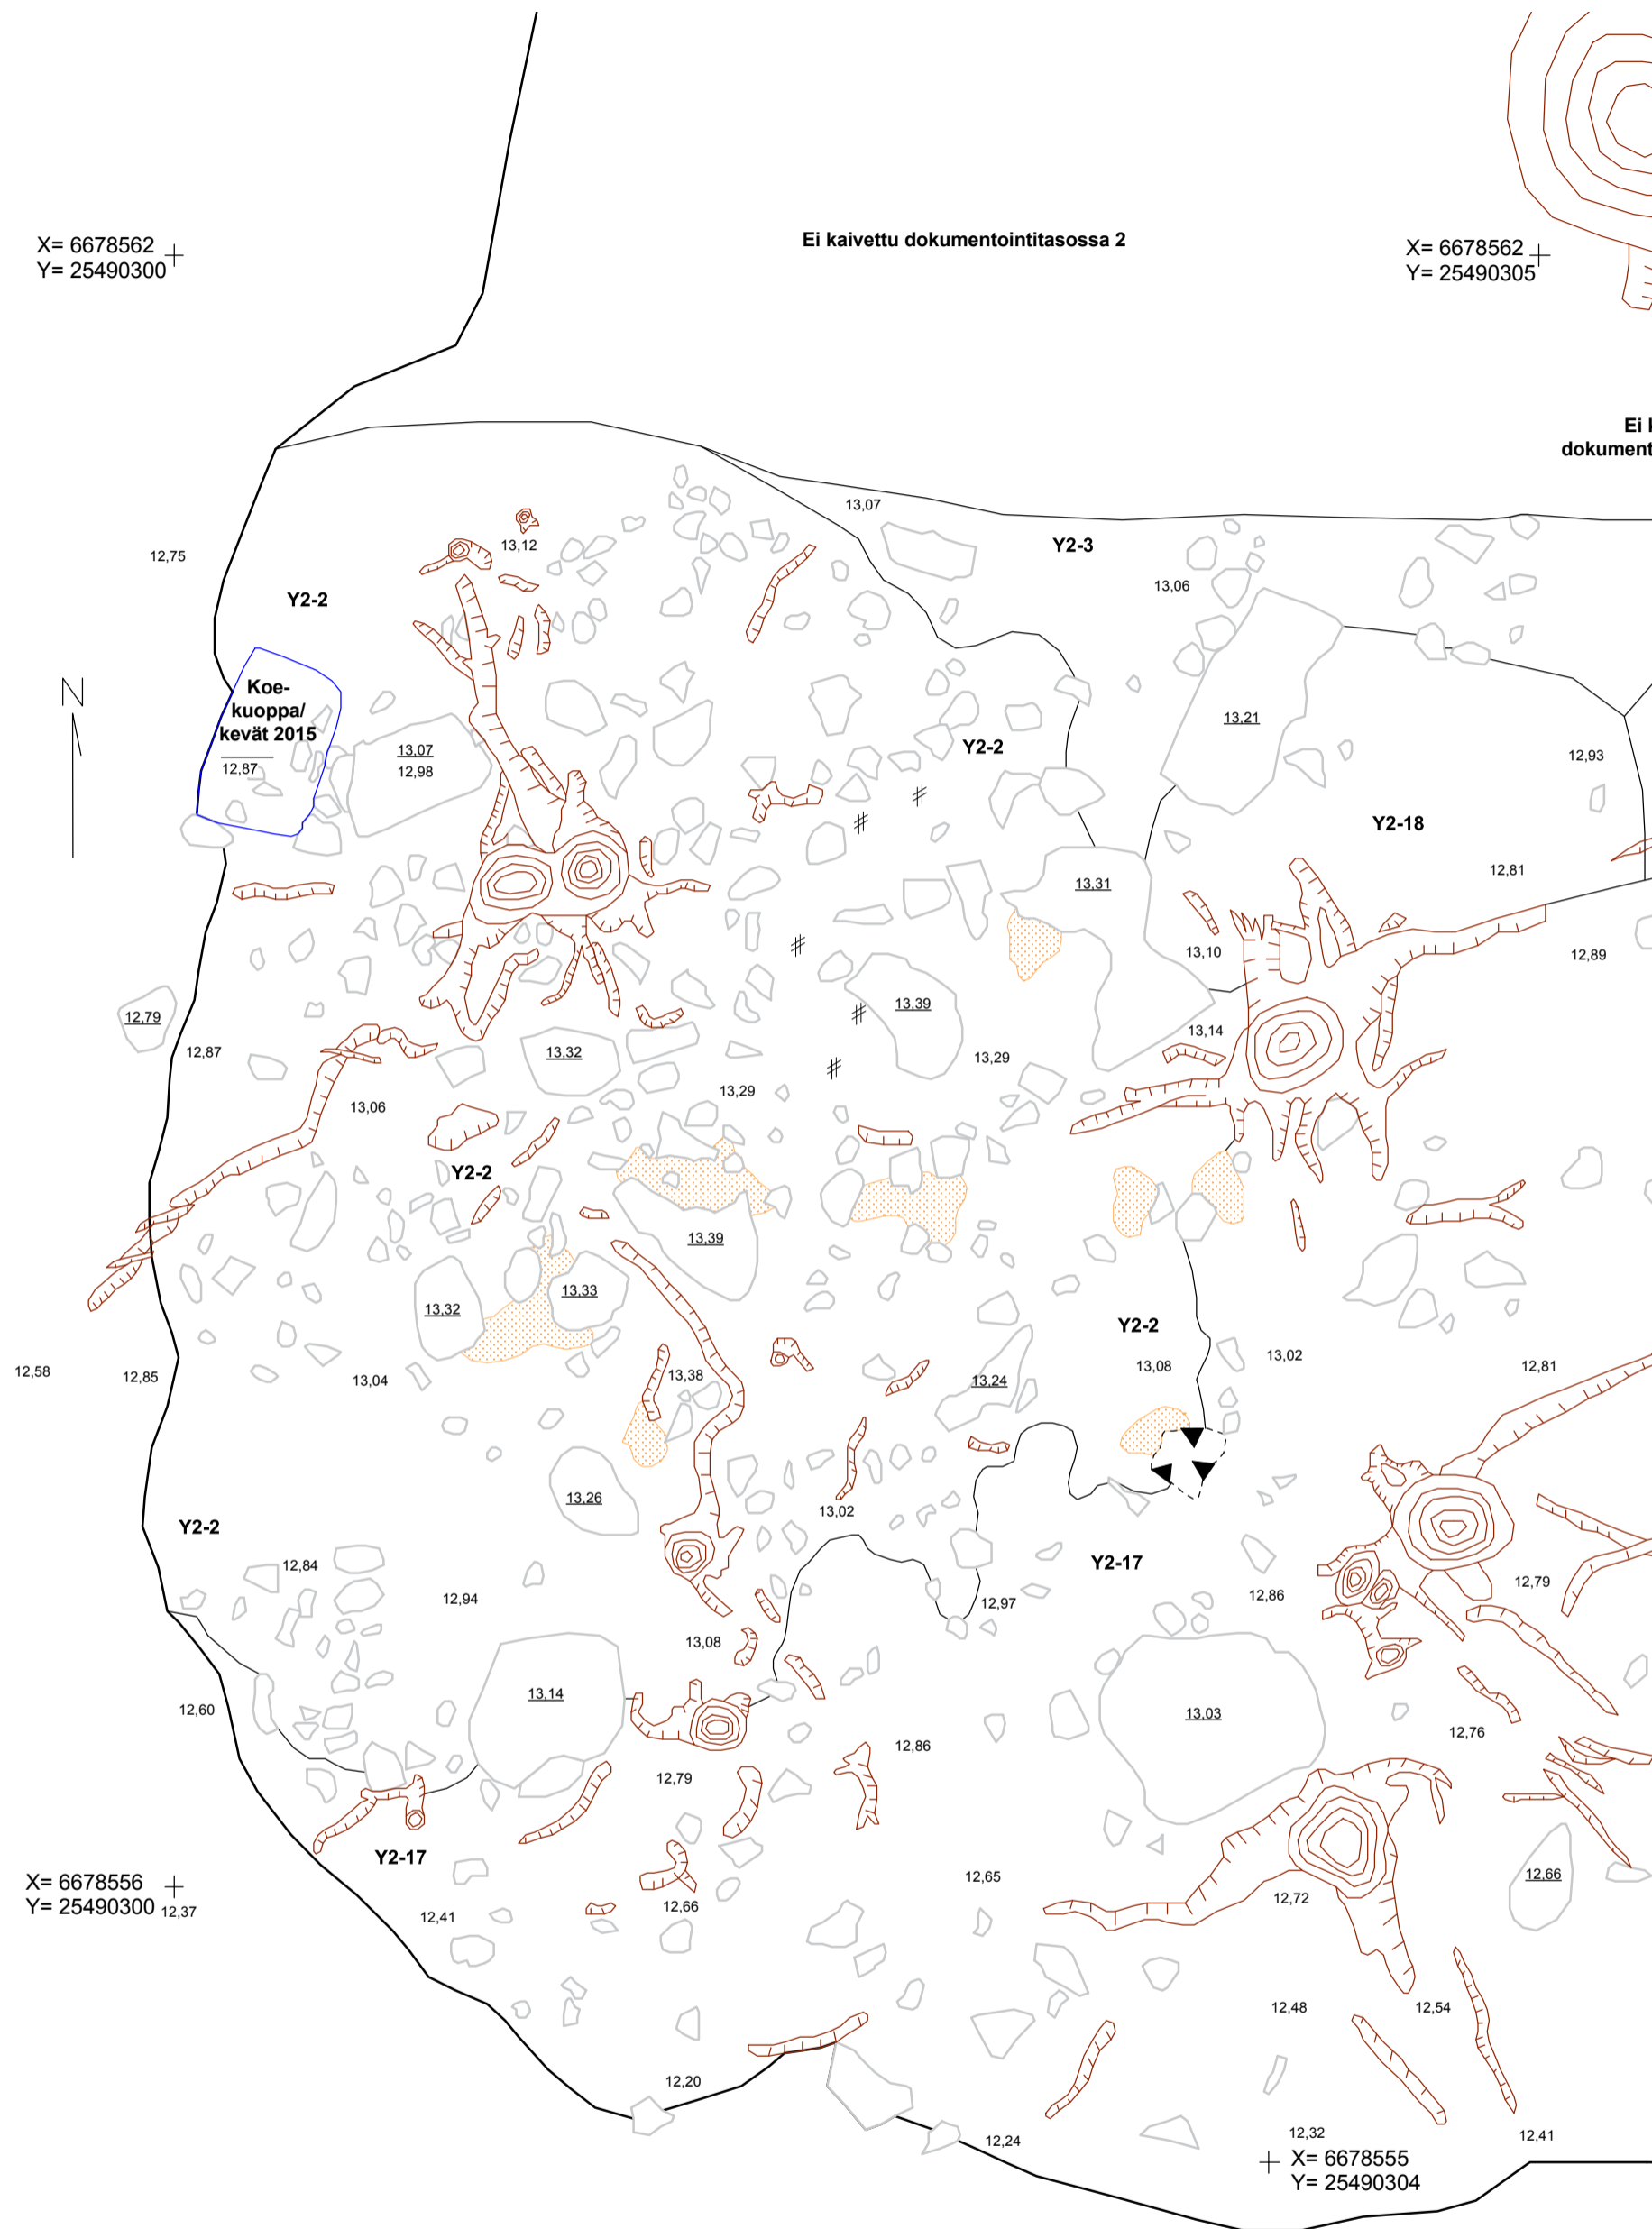 X= 6678562
Y= 25490300
Ei kaivettu dokumentointitasossa 2
X= 6678562
Y= 25490305
Ei
dokument
13,07
Y2-3
13,12
12,75
13,06
Y2-2
Koe-
kuoppa/
kevät 2015
12,87
N
13,07
12,98
13,21
Y2-2
12,93
Y2-18
12,81
13,31
13,10
12,89
13,39
12,79
13,14
12,87
13,32
13,29
13,29
13,06
Y2-2
13,39
13,33
13,32
Y2-2
13,08
13,02
12,81
12,58
12,85
13,04
13,38
13,24
13,26
13,02
Y2-2
Y2-17
12,84
12,94
12,97
12,86
12,79
13,08
13,14
12,60
13,03
12,76
12,86
12,79
Y2-17
X= 6678556
Y= 25490300
12,37
12,41
12,66
12,65
12,72
12,66
12,48
12,54
12,20
12,24
12,32
12,41
X= 6678555
Y= 25490304